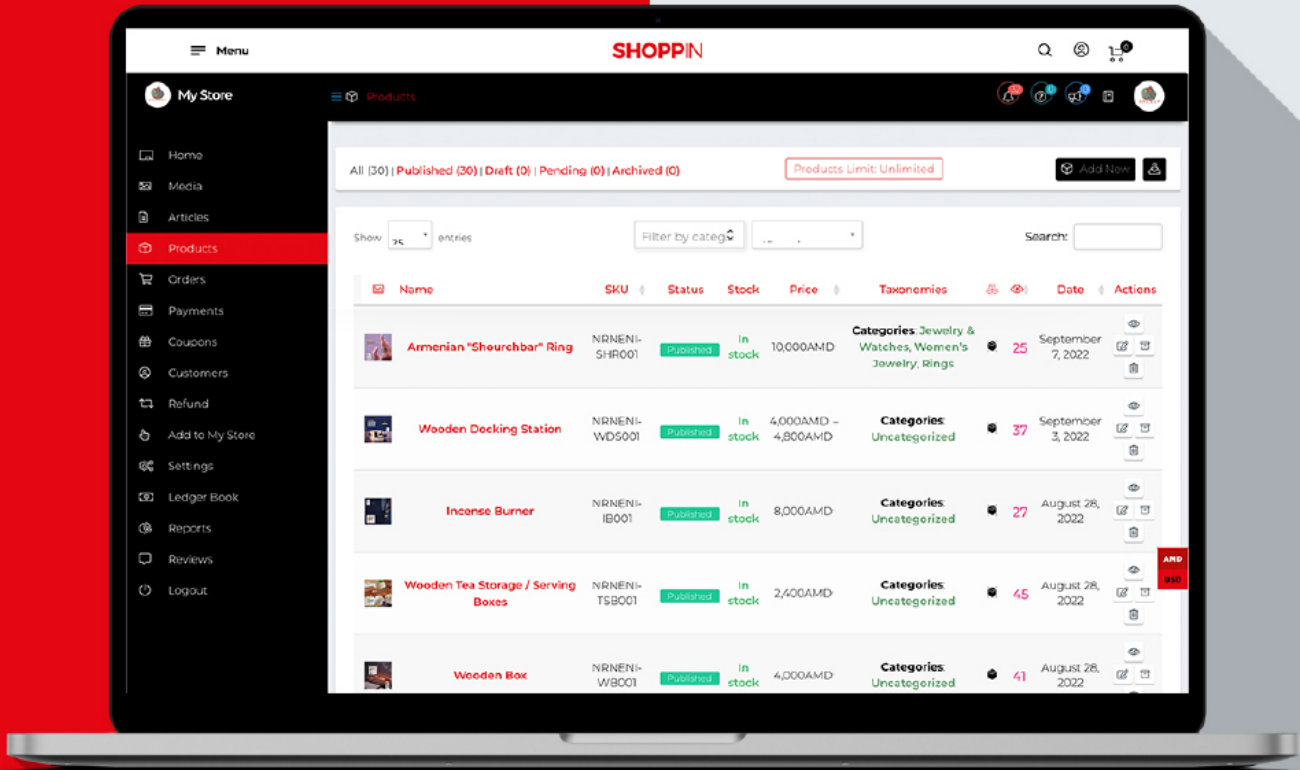 Menu
SHOPPIN
0
My Store
Products
Home
Media
Articles
Products
Orders
Payments
Coupons
Customers
Refund
Add to My Store
Settings
Ledger Book
Reports
Reviews
Logout
All (30) | Published (30) | Draft (0) | Pending (0) | Archived (0)
Products Limit: Unlimited
Add New
Show 25 entries
Filter by categ
Search:
Name SKU Status Stock Price Taxonomies Date Actions
Armenian "Shourchbar" Ring
NRNENI-
SHR001
Published
In
stock
10,000AMD
Categories: Jewelry &
Watches, Women's
Jewelry, Rings
25
September
7, 2022
Wooden Docking Station
NRNENI-
WDS001
Published
In
stock
4,000AMD –
4,800AMD
Categories:
Uncategorized
37
September
3, 2022
Incense Burner
NRNENI-
IB001
Published
In
stock
8,000AMD
Categories:
Uncategorized
27
August 28,
2022
Wooden Tea Storage / Serving
Boxes
NRNENI-
TSB001
Published
In
stock
2,400AMD
Categories:
Uncategorized
45
August 28,
2022
AMD
USD
Wooden Box
NRNENI-
WB001
Published
In
stock
4,000AMD
Categories:
Uncategorized
41
August 28,
2022